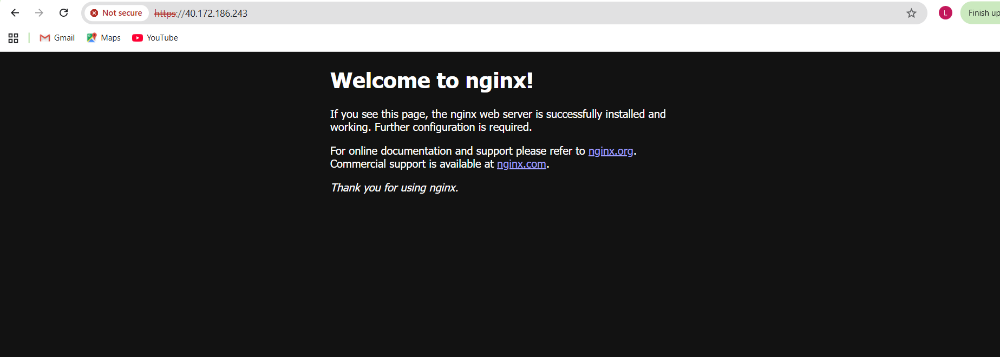 Not secure https://40.172.186.243 L Finish up
Gmail Maps YouTube
Welcome to nginx!
If you see this page, the nginx web server is successfully installed and
working. Further configuration is required.
For online documentation and support please refer to nginx.org.
Commercial support is available at nginx.com.
Thank you for using nginx.